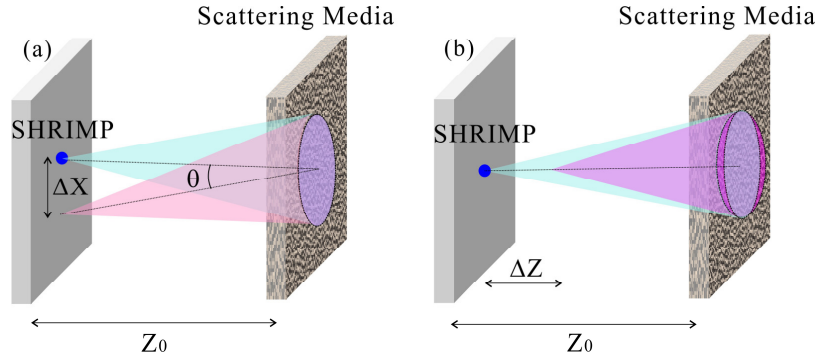 Scattering Media
(a)
SHRIMP
ΔX
θ
Z0
Scattering Media
(b)
SHRIMP
ΔZ
Z0